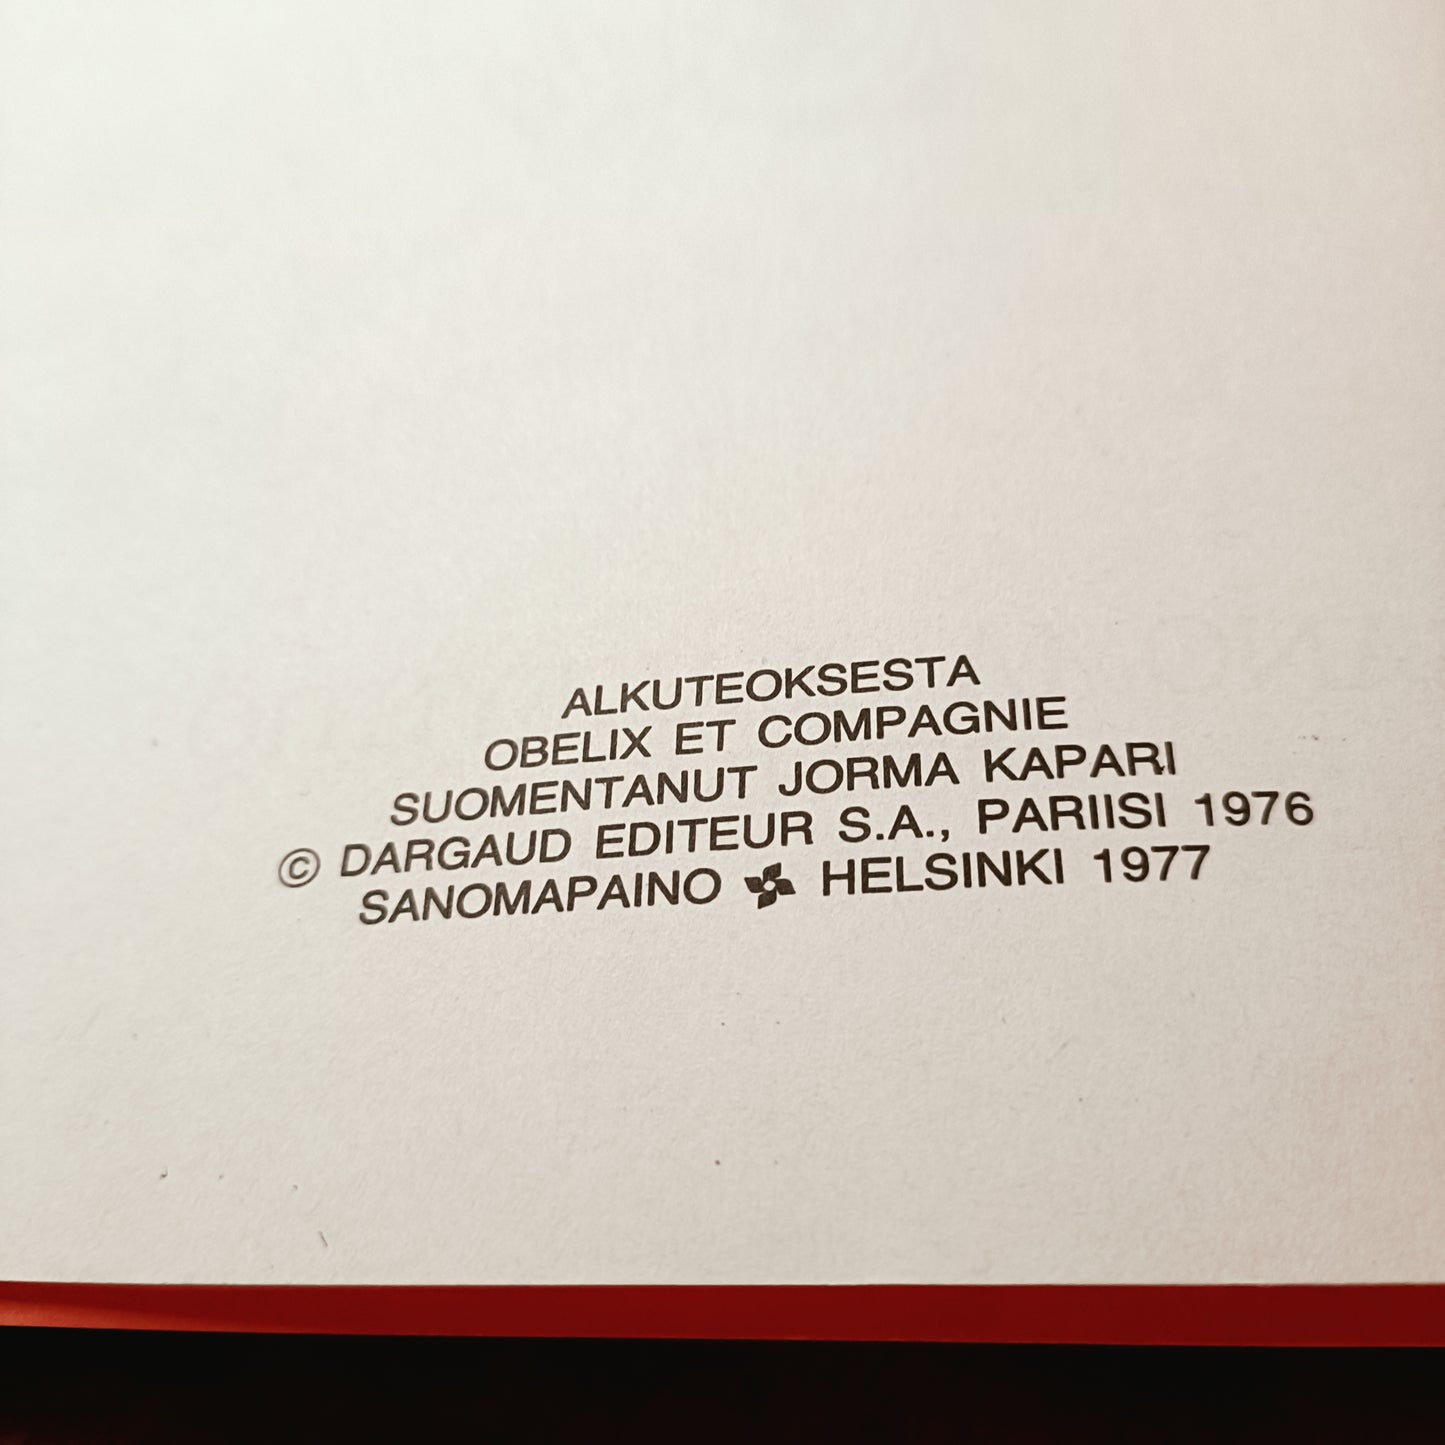 ALKUTEOKSESTA
OBELIX ET COMPAGNIE
SUOMENTANUT JORMA KAPARI
© DARGAUD EDITEUR S.A., PARIISI 1976
SANOMAPAINO HELSINKI 1977